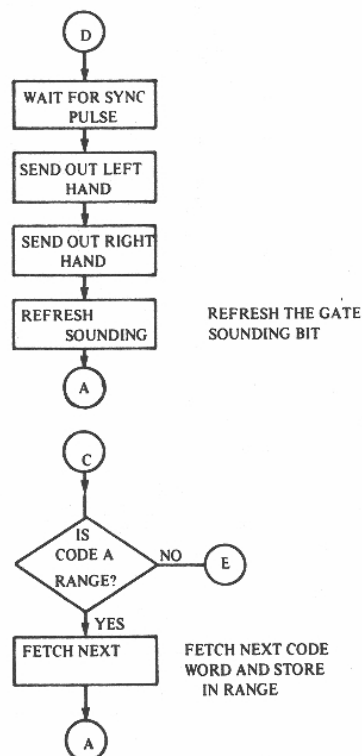 D
WAIT FOR SYNC
PULSE
SEND OUT LEFT
HAND
SEND OUT RIGHT
HAND
REFRESH
SOUNDING
REFRESH THE GATE
SOUNDING BIT
A
C
IS
CODE A
RANGE?
NO
E
YES
FETCH NEXT
FETCH NEXT CODE
WORD AND STORE
IN RANGE
A